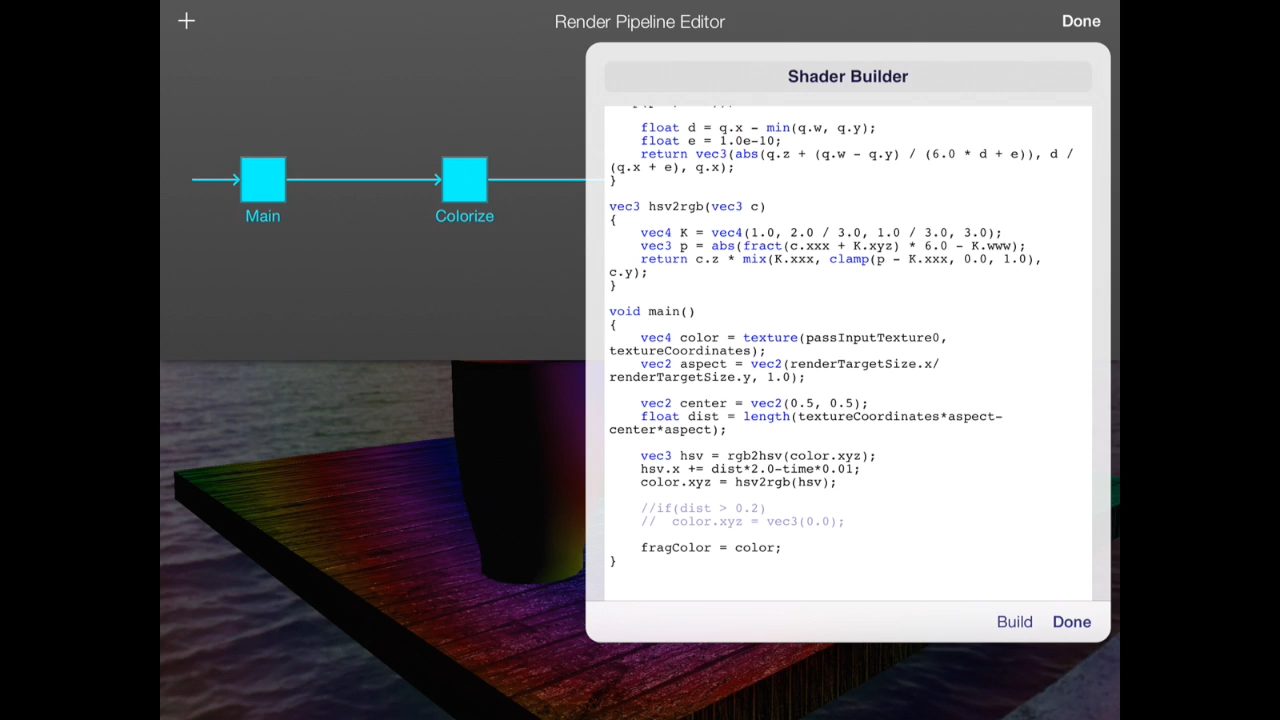 +
Render Pipeline Editor
Done
Main
Colorize
Shader Builder
float d = q.x - min(q.w, q.y);
float e = 1.0e-10;
return vec3(abs(q.z + (q.w - q.y) / (6.0 * d + e)), d /
(q.x + e), q.x);
}
vec3 hsv2rgb(vec3 c)
{
vec4 K = vec4(1.0, 2.0 / 3.0, 1.0 / 3.0, 3.0);
vec3 p = abs(fract(c.xxx + K.xyz) * 6.0 - K.www);
return c.z * mix(K.xxx, clamp(p - K.xxx, 0.0, 1.0),
c.y);
}
void main()
{
vec4 color = texture(passInputTexture0,
textureCoordinates);
vec2 aspect = vec2(renderTargetSize.x/
renderTargetSize.y, 1.0);
vec2 center = vec2(0.5, 0.5);
float dist = length(textureCoordinates*aspect-
center*aspect);
vec3 hsv = rgb2hsv(color.xyz);
hsv.x += dist*2.0-time*0.01;
color.xyz = hsv2rgb(hsv);
//if(dist > 0.2)
//  color.xyz = vec3(0.0);
fragColor = color;
}
Build
Done